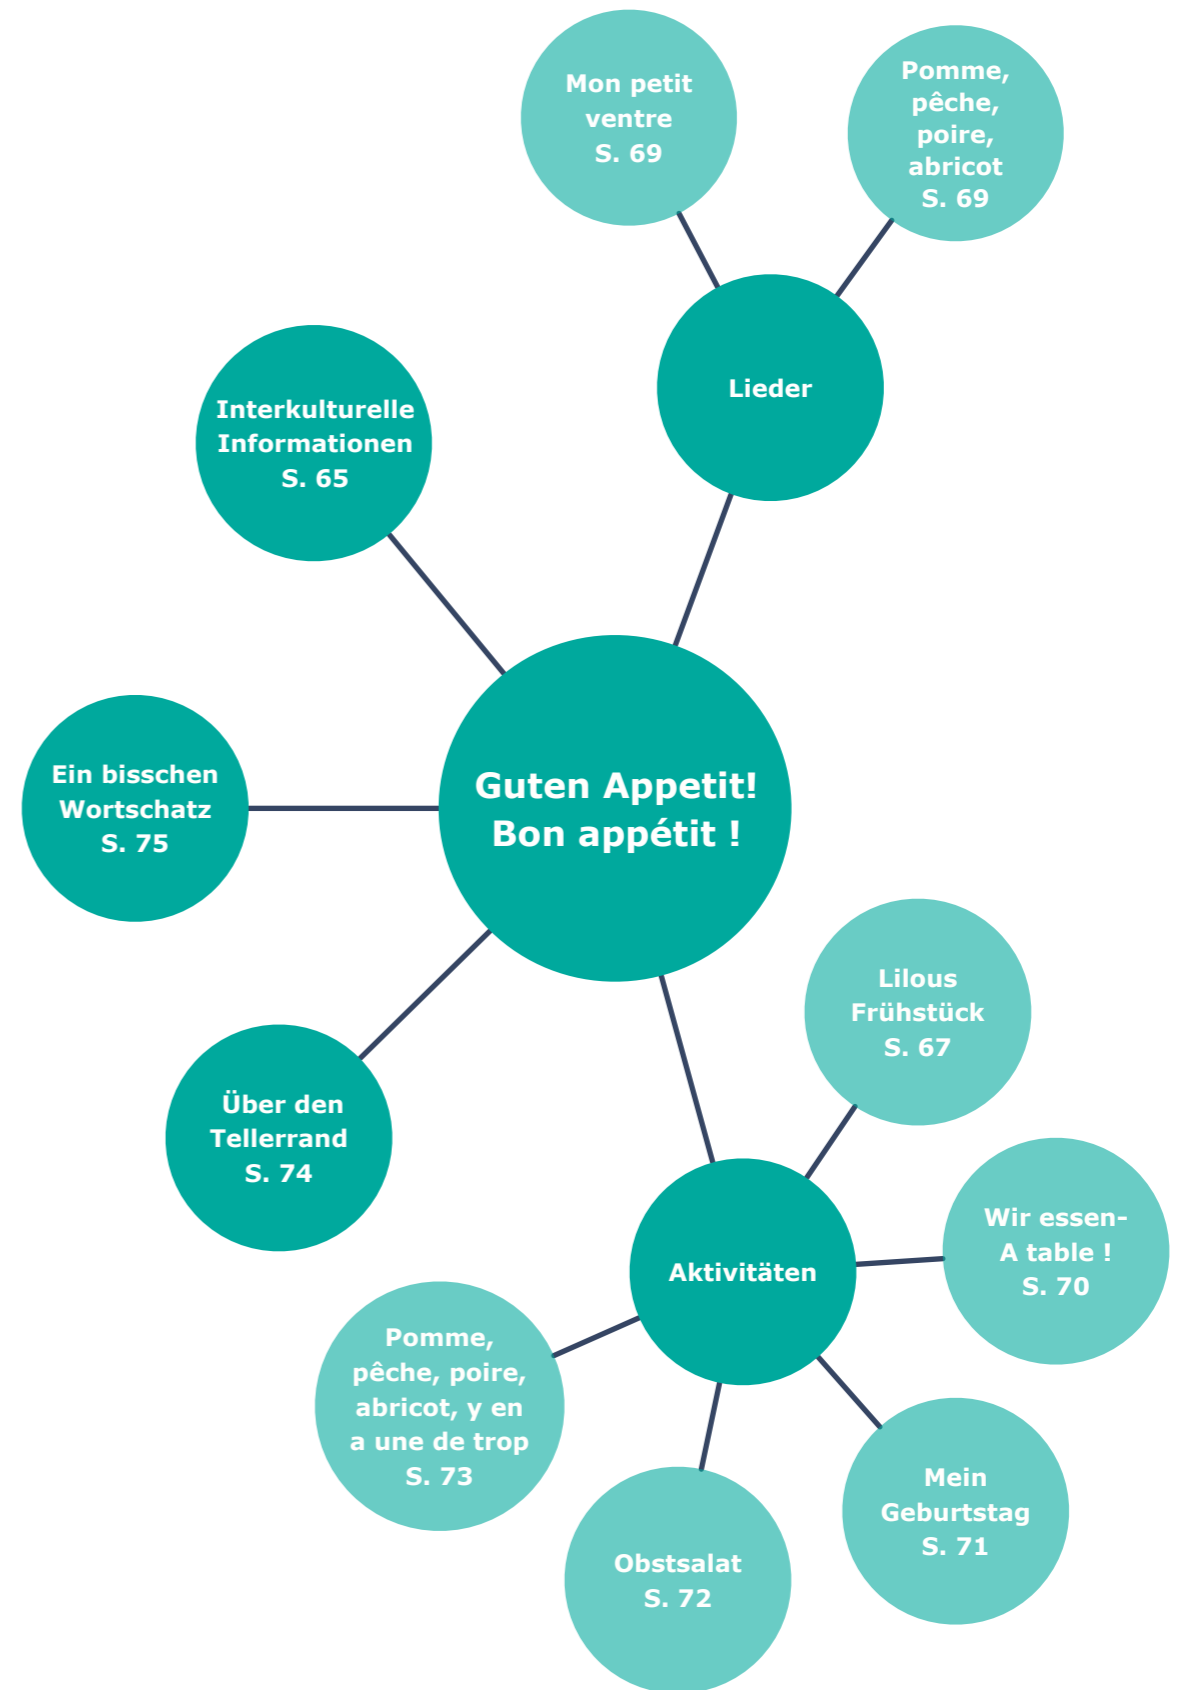 Mon petit
ventre
S. 69
Pomme,
pêche,
poire,
abricot
S. 69
Lieder
Interkulturelle
Informationen
S. 65
Guten Appetit!
Bon appétit !
Ein bisschen
Wortschatz
S. 75
Über den
Tellerrand
S. 74
Lilous
Frühstück
S. 67
Wir essen–
A table !
S. 70
Aktivitäten
Pomme,
pêche, poire,
abricot, y en
a une de trop
S. 73
Mein
Geburtstag
S. 71
Obstsalat
S. 72